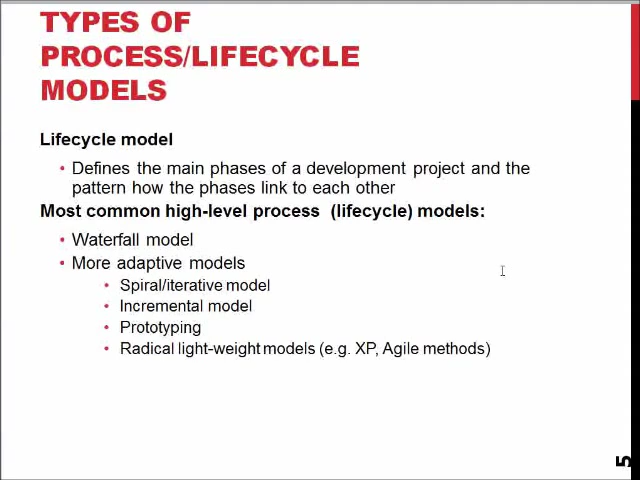 TYPES OF
PROCESS/LIFECYCLE
MODELS
Lifecycle model
• Defines the main phases of a development project and the
pattern how the phases link to each other
Most common high-level process (lifecycle) models:
• Waterfall model
• More adaptive models
• Spiral/iterative model
• Incremental model
• Prototyping
• Radical light-weight models (e.g. XP, Agile methods)
5